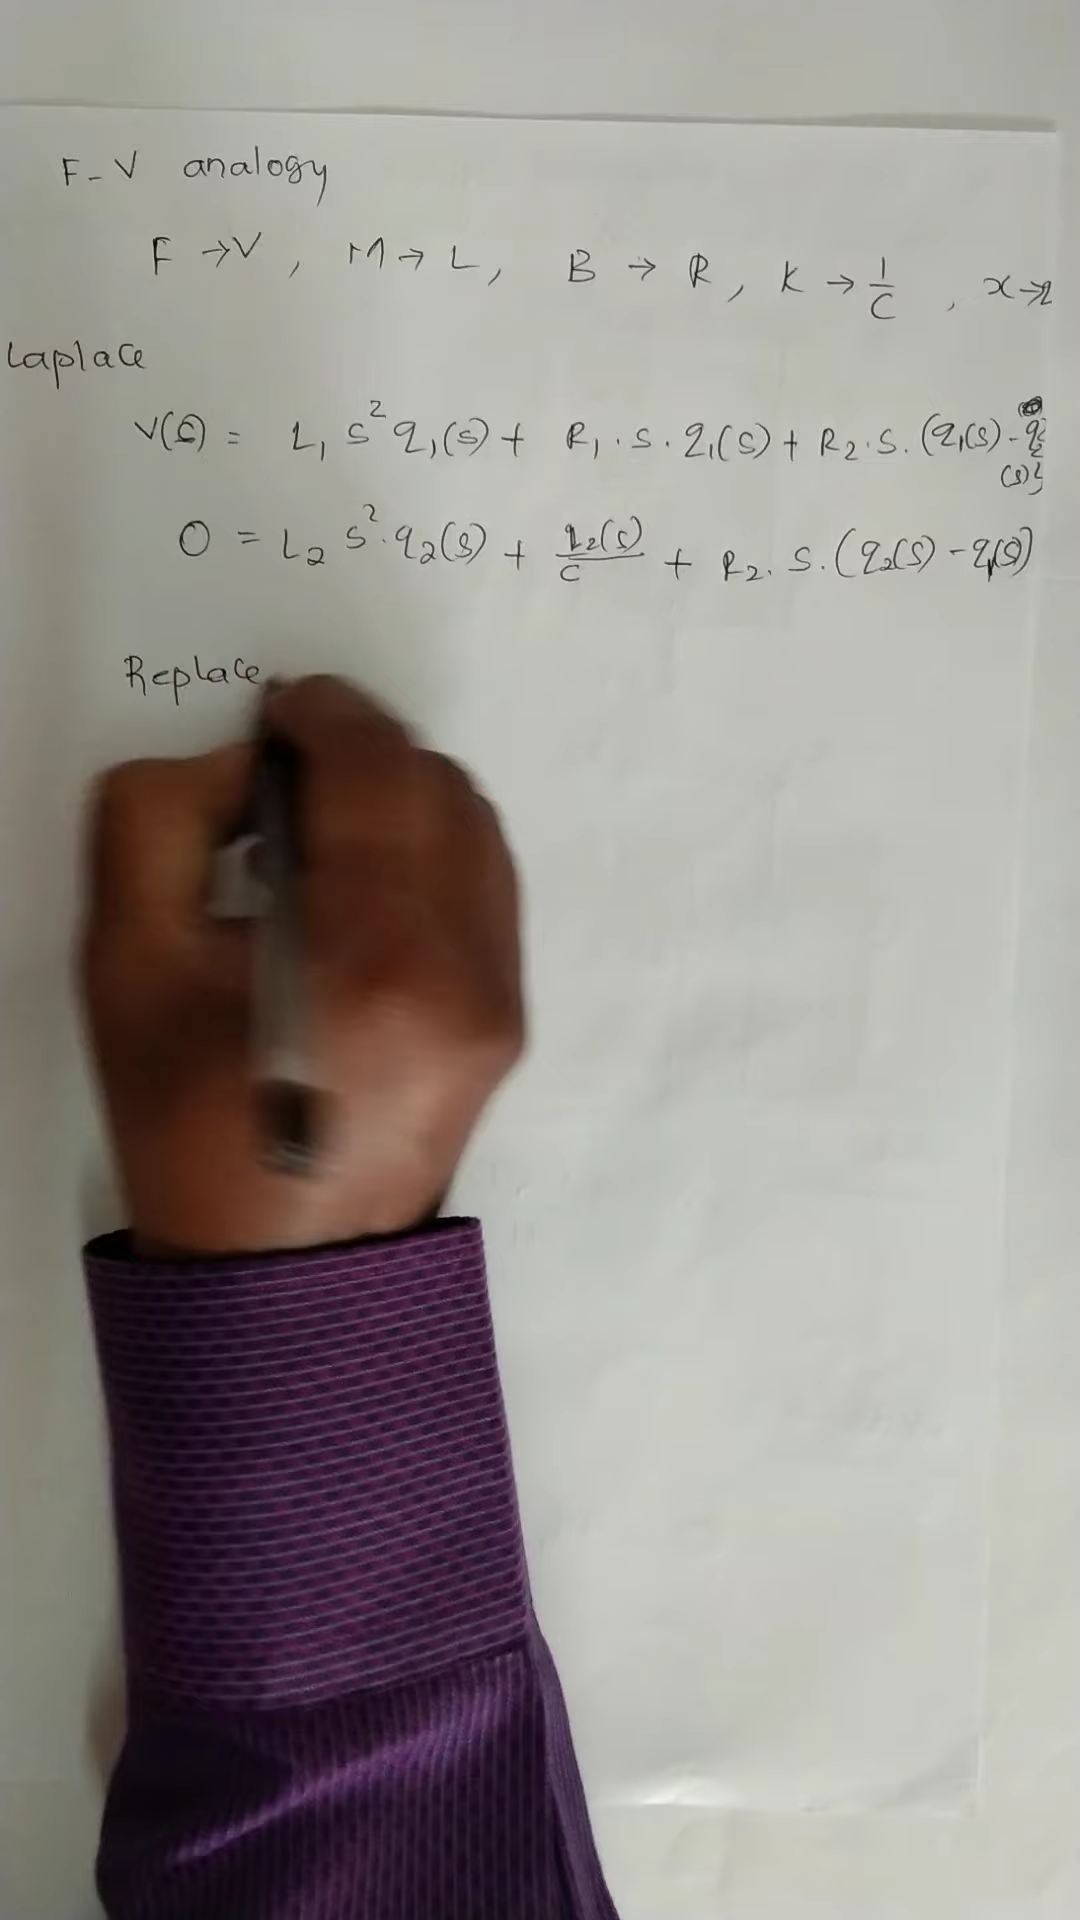 F-V analogy
F → V , M → L, B → R , K → 1/C , x → q
Laplace
V(s) = L₁ s² q₁(s) + R₁ . s . q₁(s) + R₂ . s . (q₁(s) - q₂(s)}
0 = L₂ s² . q₂(s) + q₂(s)/C + R₂ . s . (q₂(s) - q₁(s))
Replace